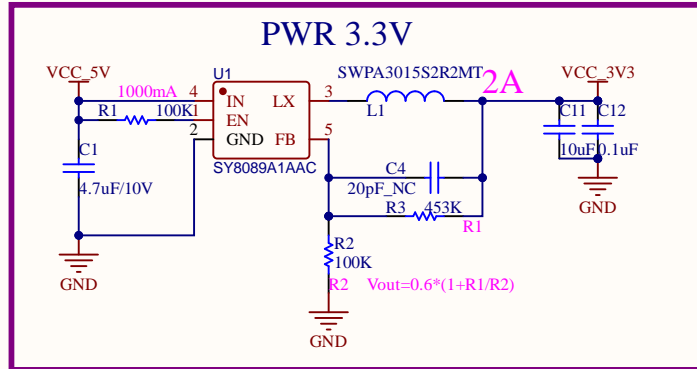 PWR 3.3V
VCC_5V
1000mA
R1
100K
C1
4.7uF/10V
GND
U1
4
1
2
IN
EN
GND
LX
FB
3
5
SY8089A1AAC
SWPA3015S2R2MT
L1
2A
VCC_3V3
C11
C12
10uF
0.1uF
GND
C4
20pF_NC
R3
453K
R1
R2
100K
R2
Vout=0.6*(1+R1/R2)
GND